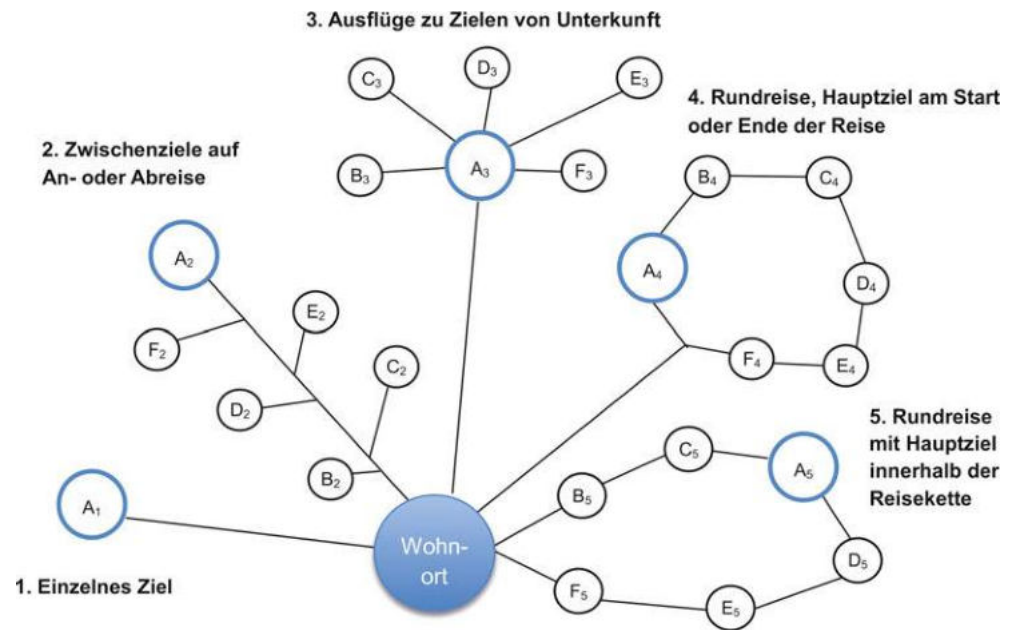 3. Ausflüge zu Zielen von Unterkunft
C₃
D₃
E₃
B₃
A₃
F₃
4. Rundreise, Hauptziel am Start
oder Ende der Reise
B₄
C₄
A₄
D₄
F₄
E₄
2. Zwischenziele auf
An- oder Abreise
A₂
E₂
F₂
C₂
D₂
B₂
5. Rundreise
mit Hauptziel
innerhalb der
Reisekette
C₅
A₅
B₅
D₅
F₅
E₅
A₁
1. Einzelnes Ziel
Wohn-
ort